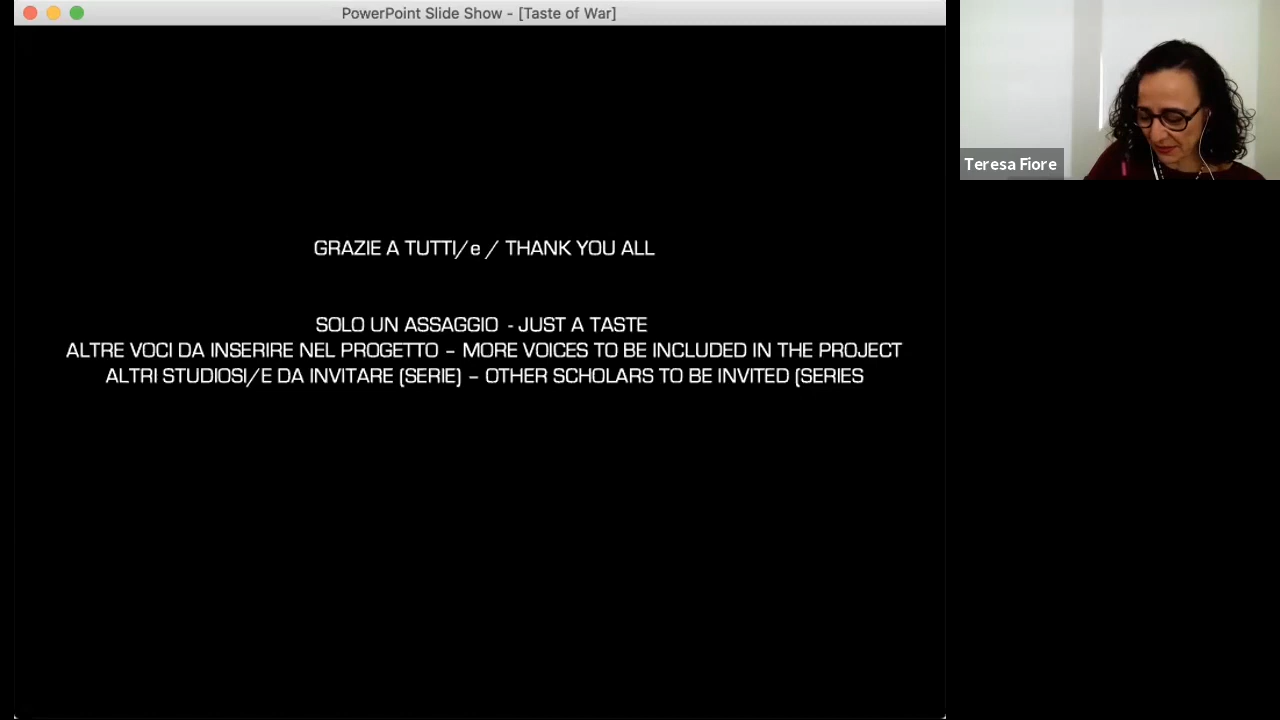 PowerPoint Slide Show - [Taste of War]
GRAZIE A TUTTI/e / THANK YOU ALL
SOLO UN ASSAGGIO - JUST A TASTE
ALTRE VOCI DA INSERIRE NEL PROGETTO – MORE VOICES TO BE INCLUDED IN THE PROJECT
ALTRI STUDIOSI/E DA INVITARE (SERIE) – OTHER SCHOLARS TO BE INVITED (SERIES
Teresa Fiore